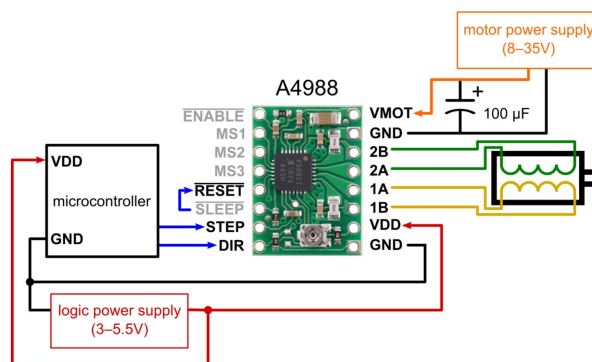 motor power supply
(8–35V)
A4988
ENABLE
VMOT
+
100 µF
MS1
GND
MS2
2B
VDD
MS3
2A
microcontroller
RESET
1A
SLEEP
1B
STEP
VDD
GND
DIR
GND
logic power supply
(3–5.5V)